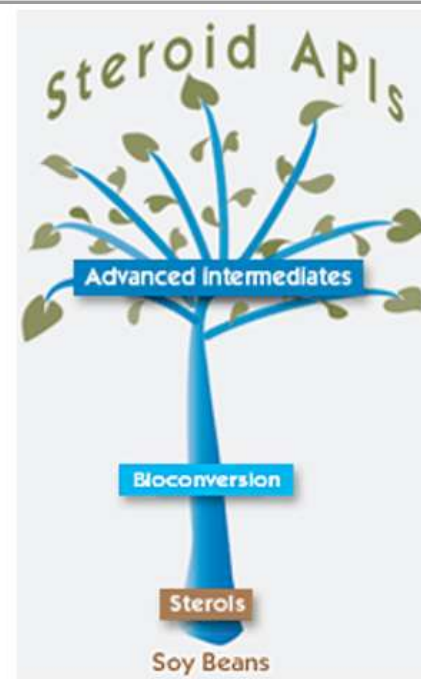 Steroid APIs
Advanced intermediates
Bioconversion
Sterols
Soy Beans